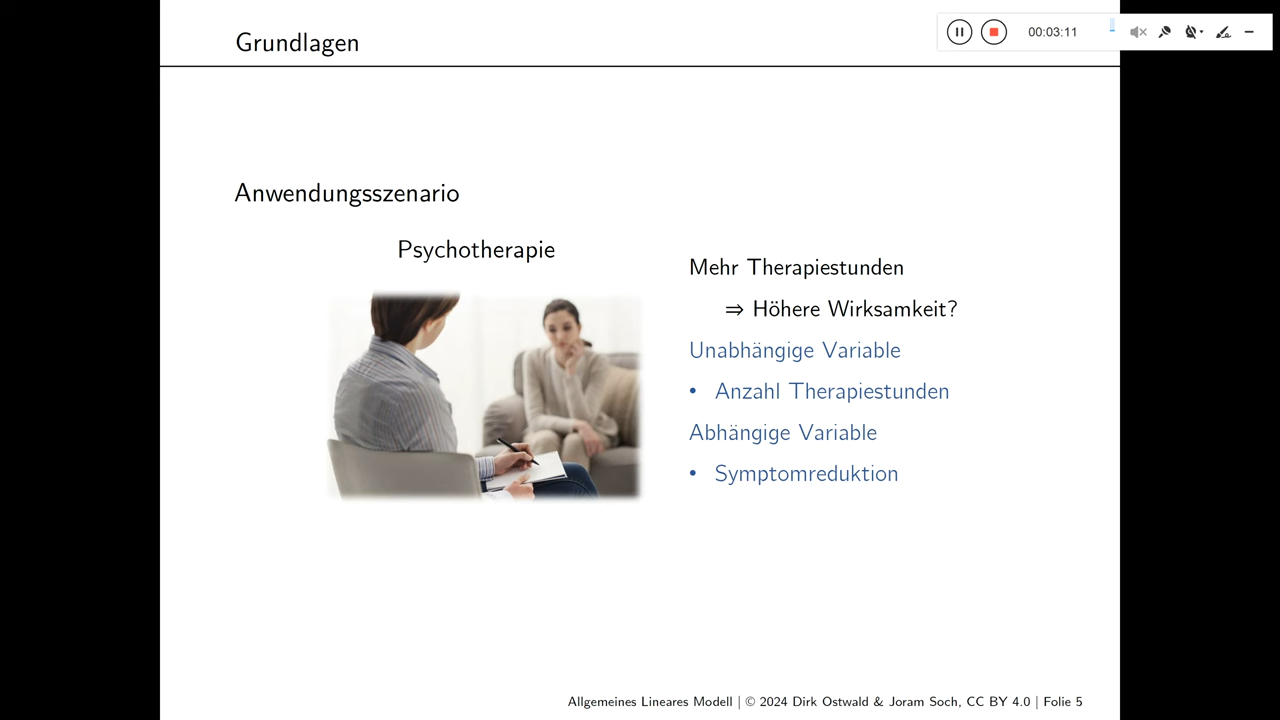 Grundlagen
00:03:11
Anwendungsszenario
Psychotherapie
Mehr Therapiestunden
⇒ Höhere Wirksamkeit?
Unabhängige Variable
• Anzahl Therapiestunden
Abhängige Variable
• Symptomreduktion
Allgemeines Lineares Modell | © 2024 Dirk Ostwald & Joram Soch, CC BY 4.0 | Folie 5